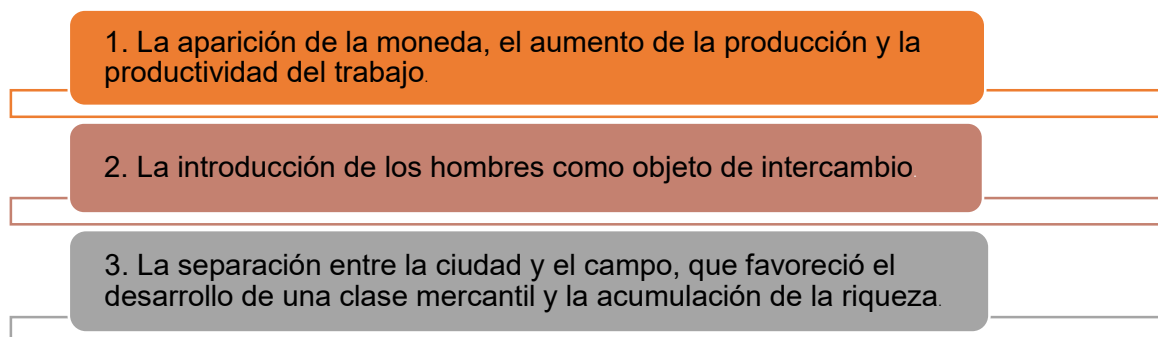 1. La aparición de la moneda, el aumento de la producción y la
productividad del trabajo.
2. La introducción de los hombres como objeto de intercambio.
3. La separación entre la ciudad y el campo, que favoreció el
desarrollo de una clase mercantil y la acumulación de la riqueza.